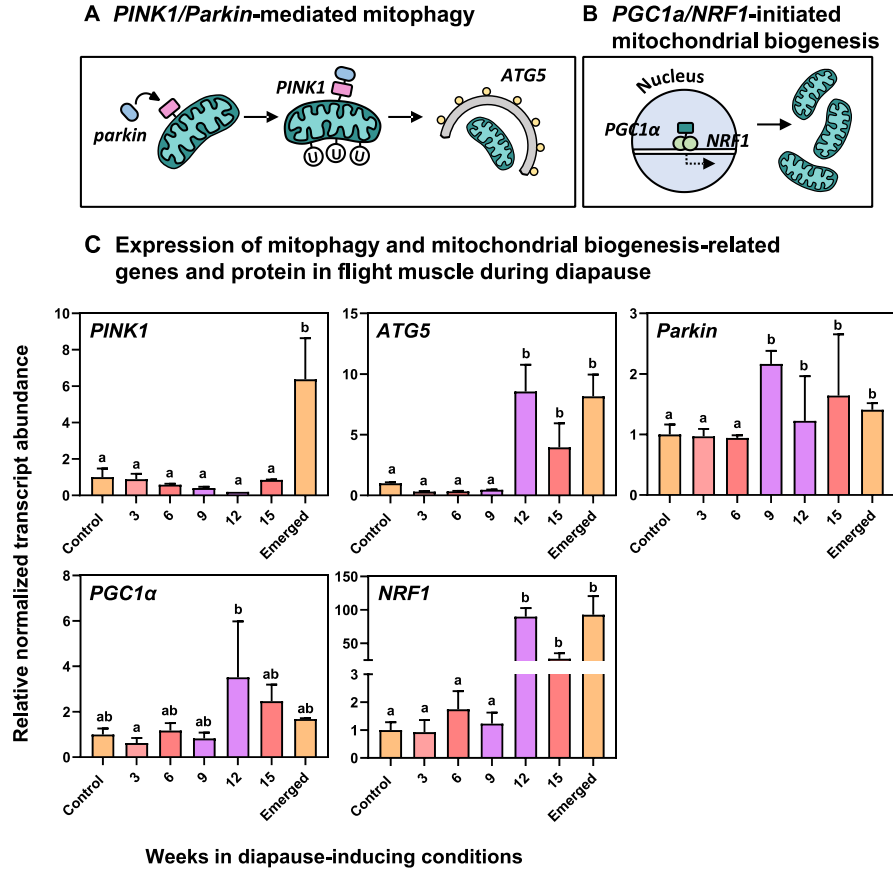 A PINK1/Parkin-mediated mitophagy
B PGC1a/NRF1-initiated
mitochondrial biogenesis
parkin
PINK1
U U U
ATG5
Nucleus
PGC1α
NRF1
C Expression of mitophagy and mitochondrial biogenesis-related
genes and protein in flight muscle during diapause
Relative normalized transcript abundance
PINK1
10
8
6
4
2
0
a a a a a a b
Control 3 6 9 12 15 Emerged
ATG5
15
10
5
0
a a a a b b b
Control 3 6 9 12 15 Emerged
Parkin
3
2
1
0
a a a b b b b
Control 3 6 9 12 15 Emerged
PGC1α
8
6
4
2
0
ab a ab ab b ab ab
Control 3 6 9 12 15 Emerged
NRF1
150
100
50
3
2
1
0
a a a a b b b
Control 3 6 9 12 15 Emerged
Weeks in diapause-inducing conditions